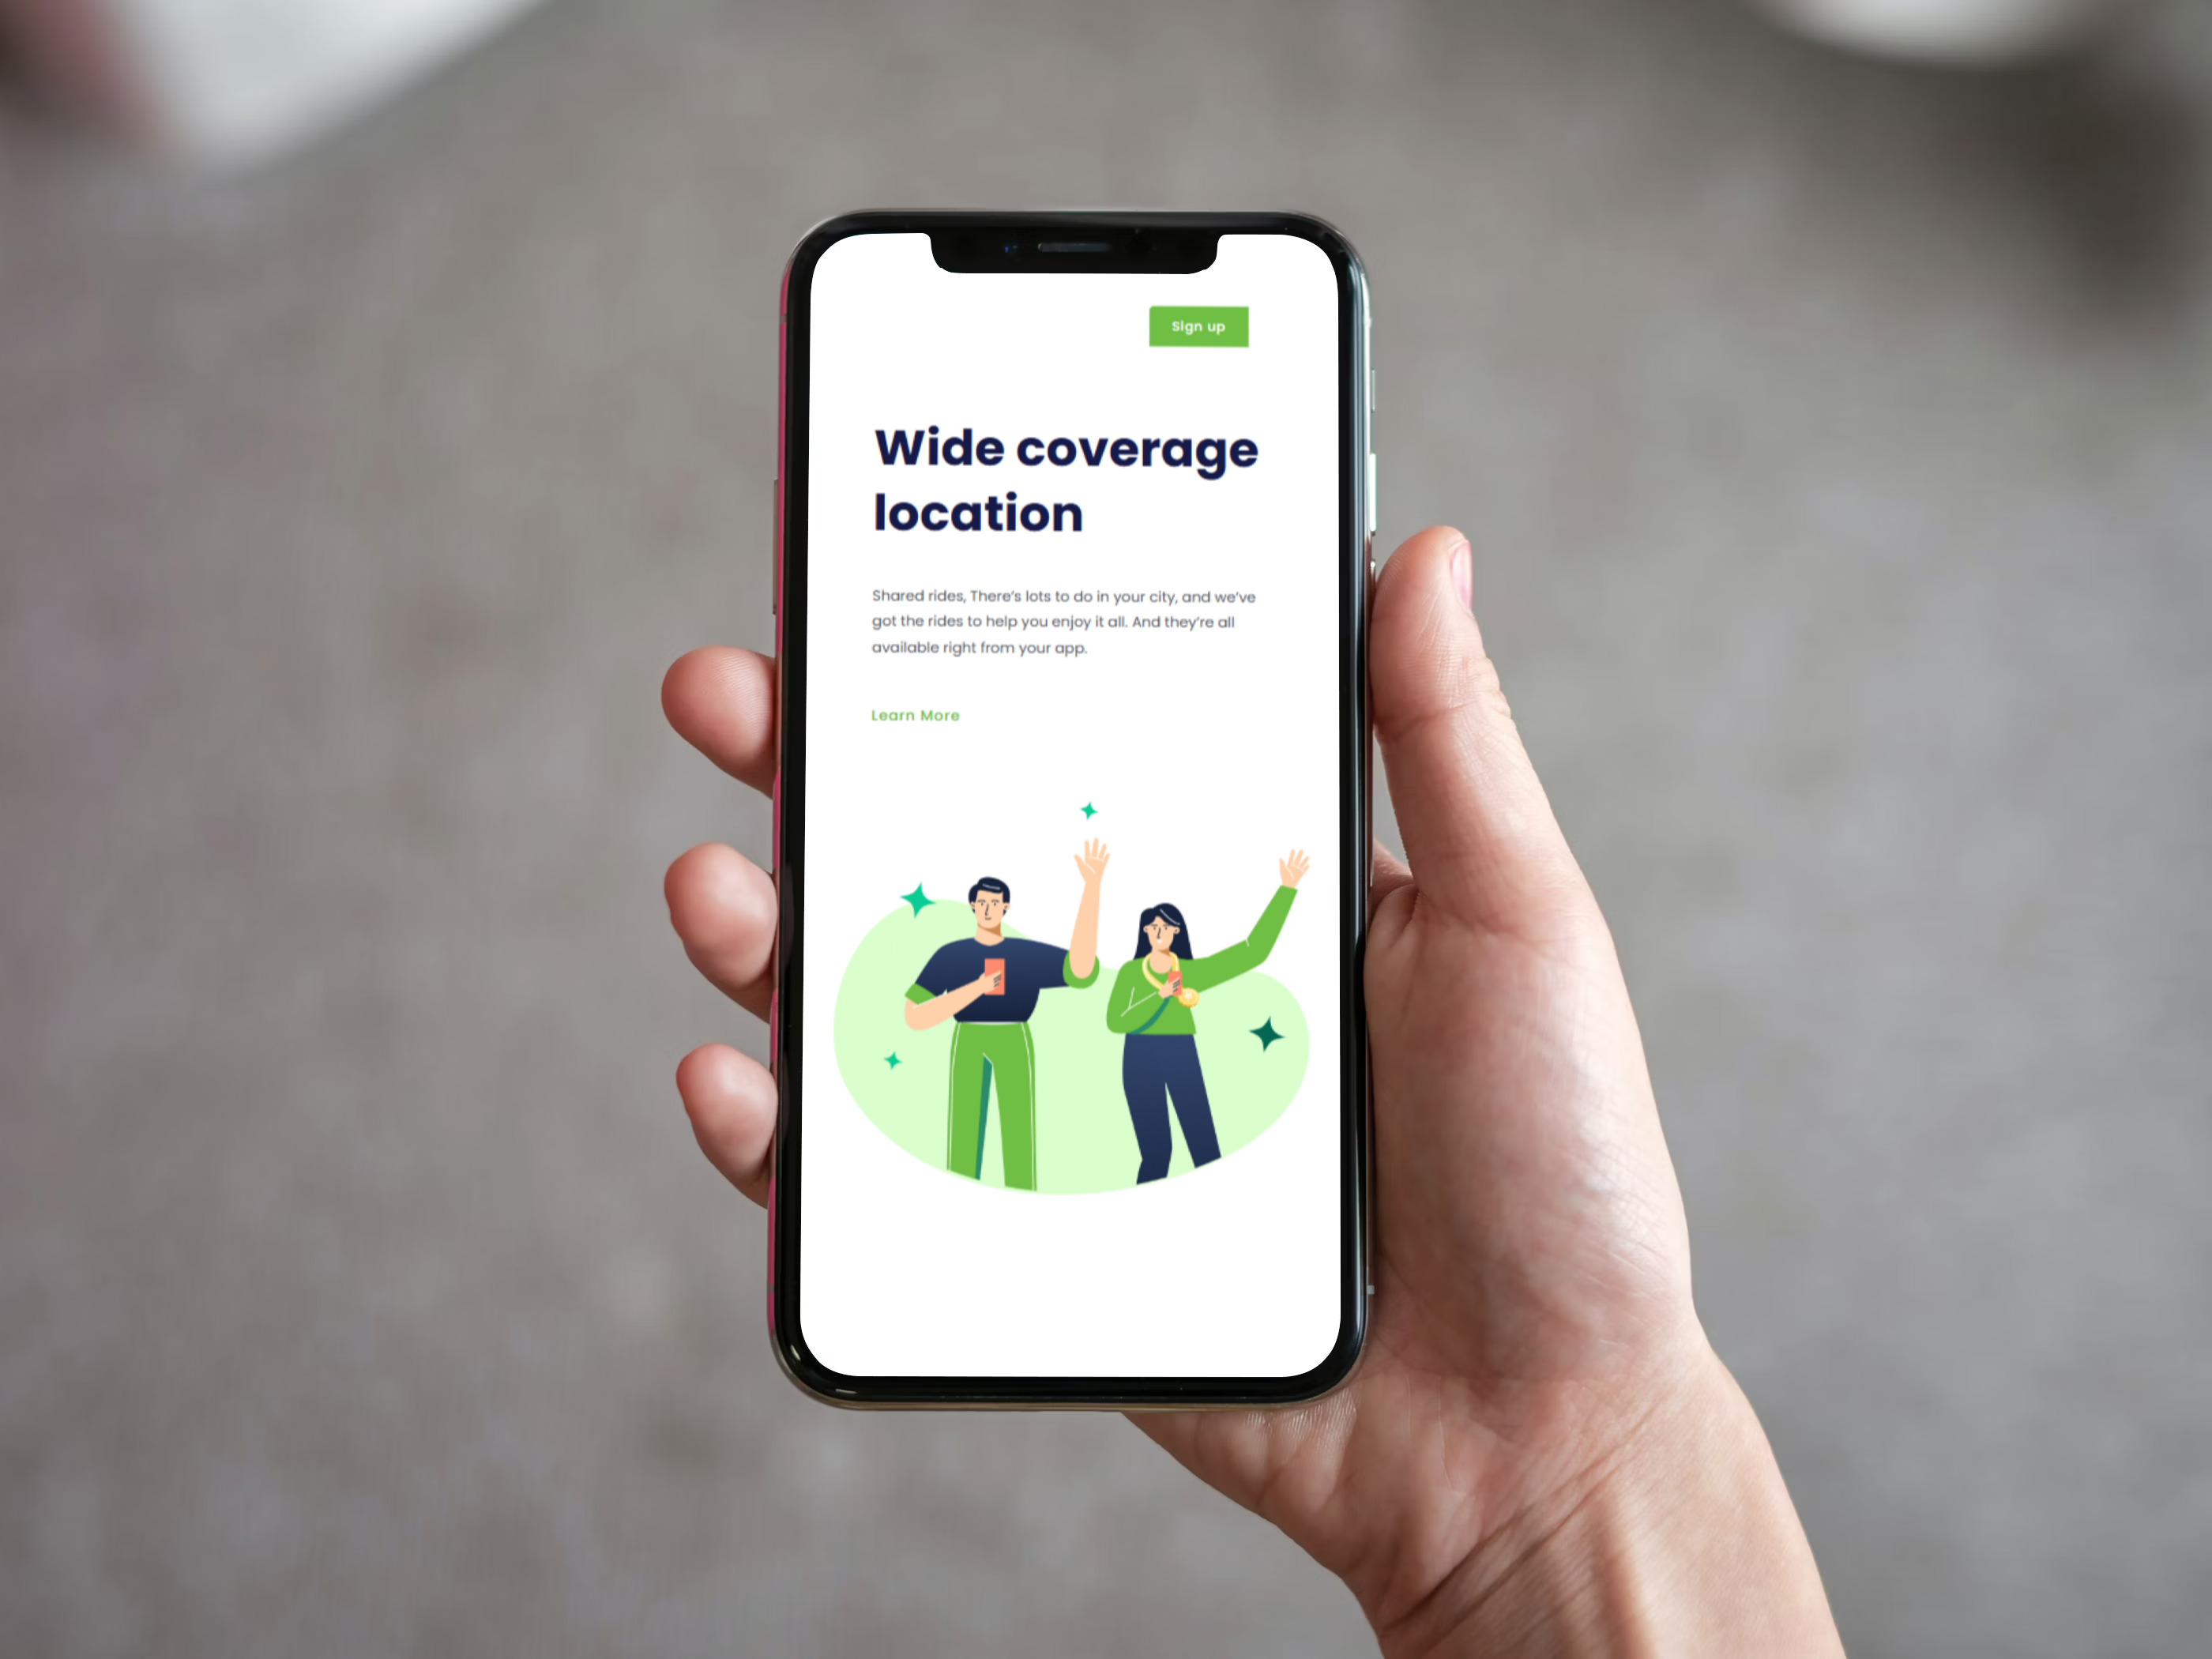 Sign up
Wide coverage
location
Shared rides, There's lots to do in your city, and we've
got the rides to help you enjoy it all. And they're all
available right from your app.
Learn More